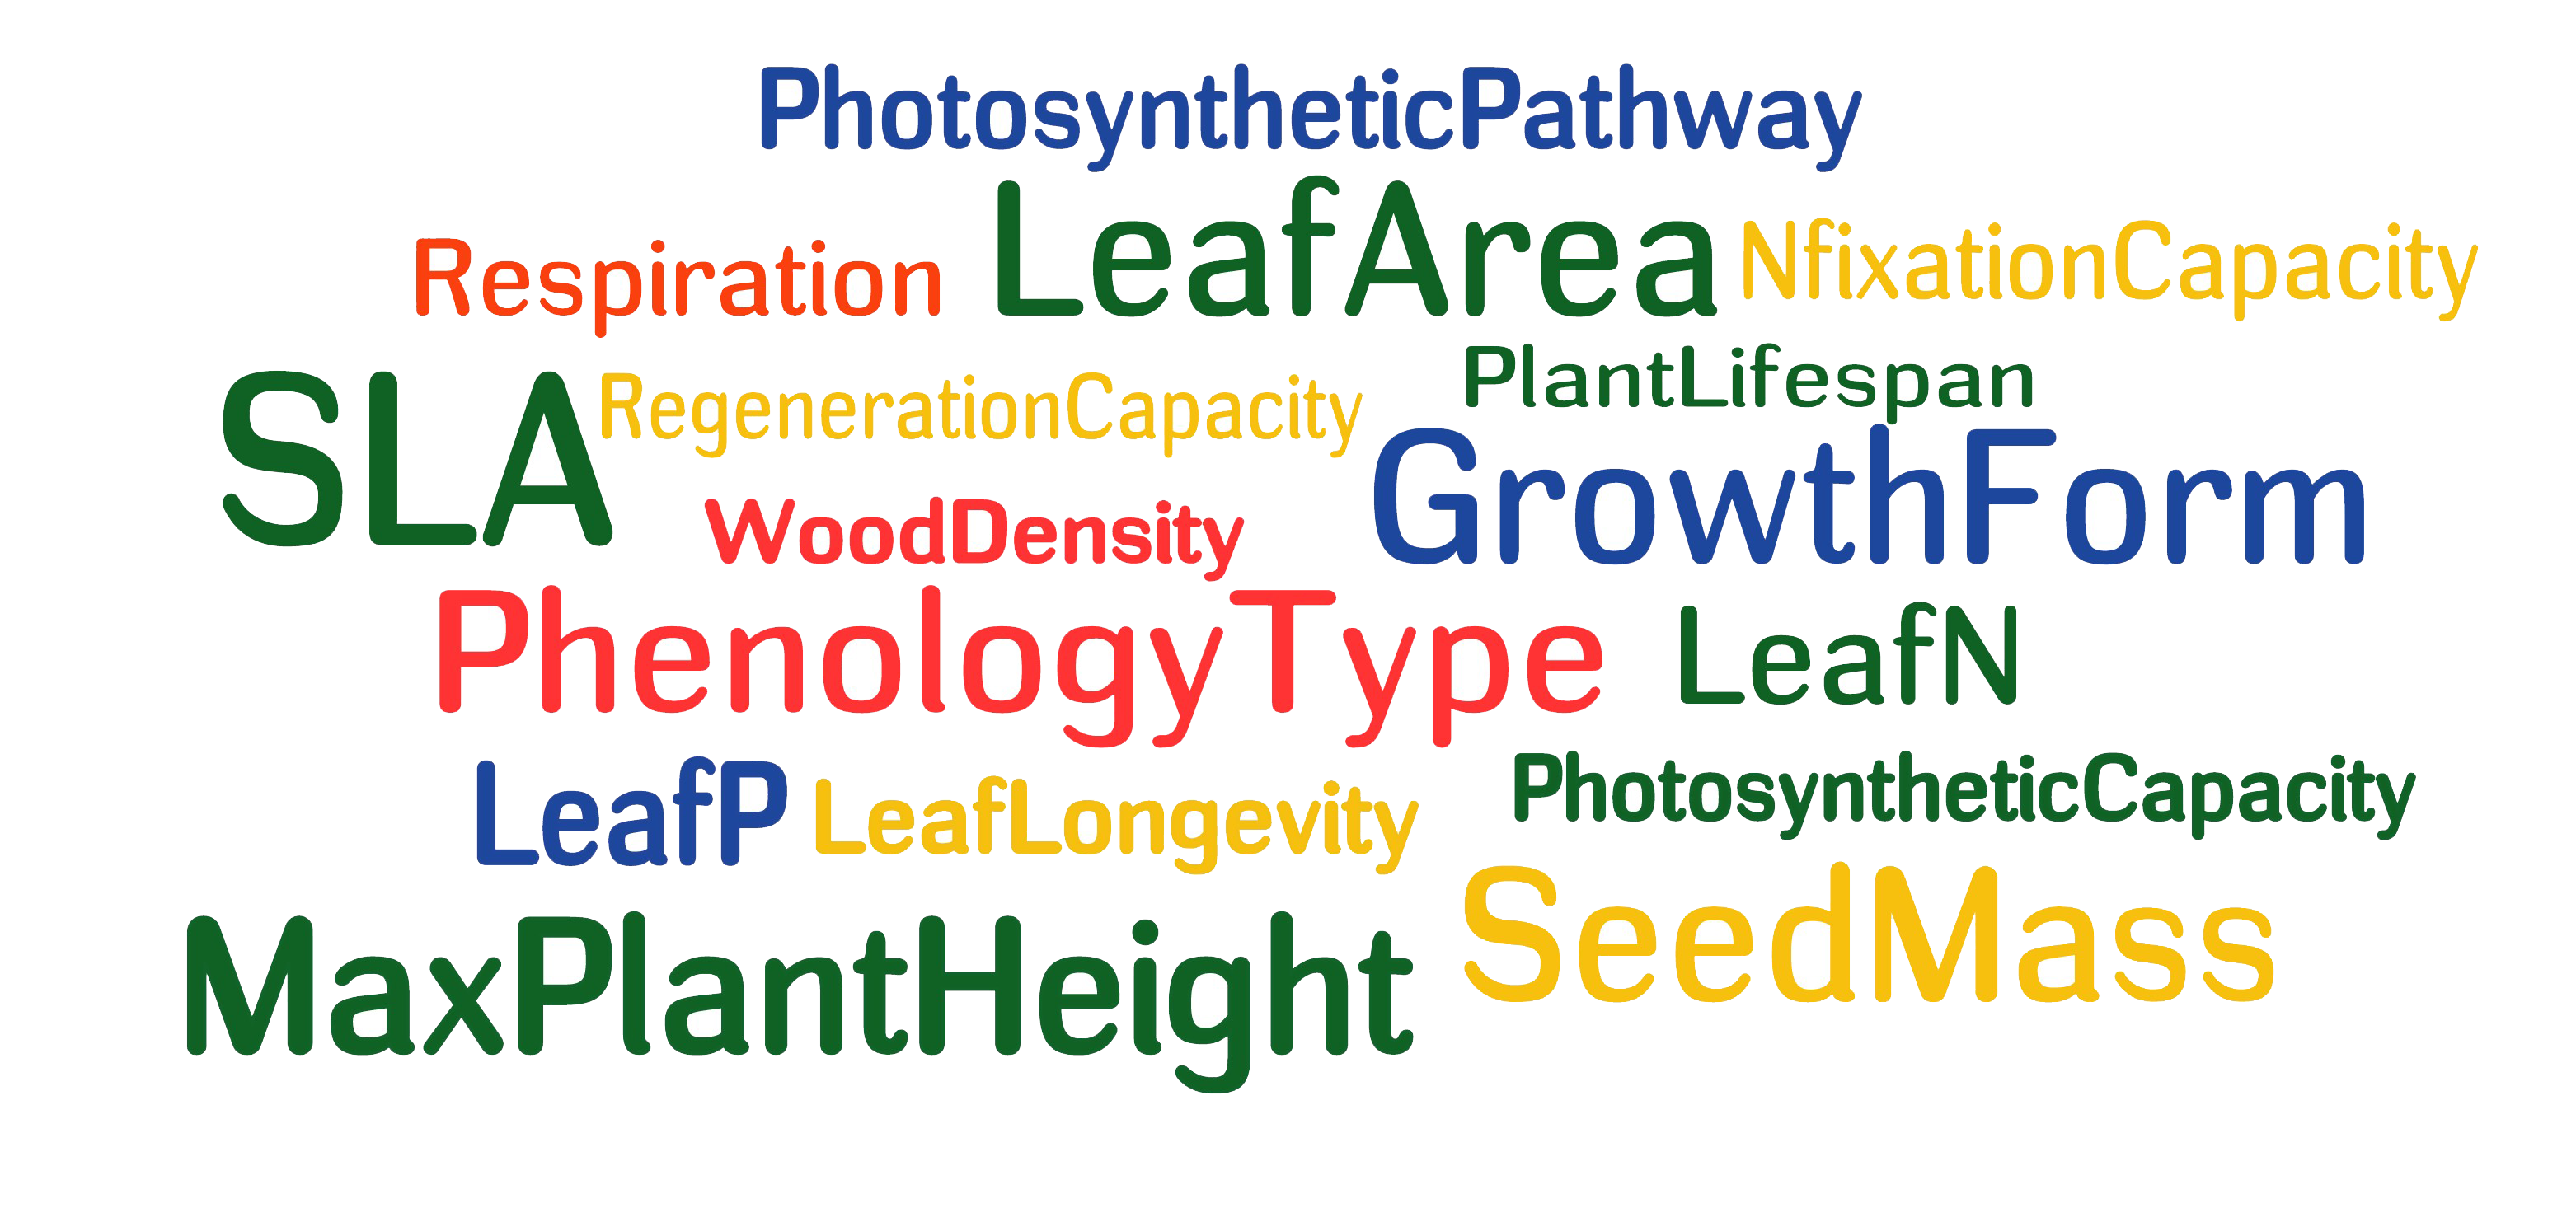 PhotosyntheticPathway
Respiration LeafArea NfixationCapacity
SLA RegenerationCapacity PlantLifespan
WoodDensity GrowthForm
PhenologyType LeafN
LeafP LeafLongevity PhotosyntheticCapacity
MaxPlantHeight SeedMass